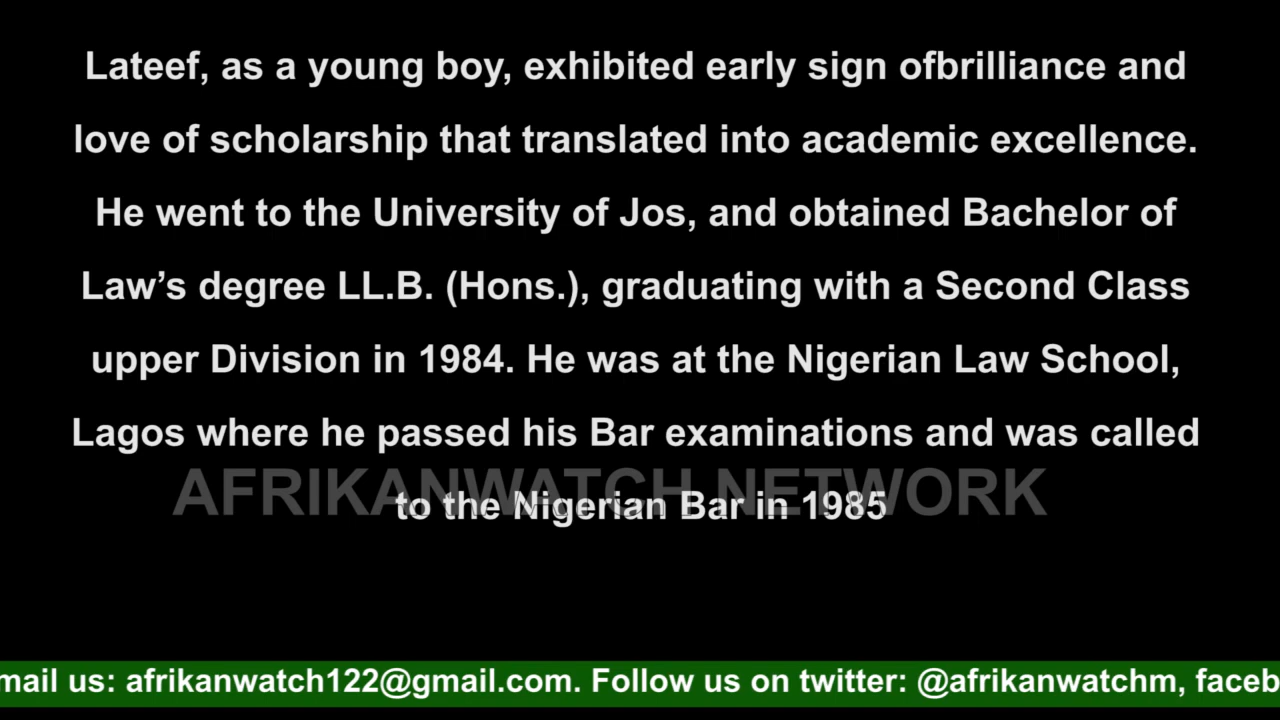 Lateef, as a young boy, exhibited early sign ofbrilliance and
love of scholarship that translated into academic excellence.
He went to the University of Jos, and obtained Bachelor of
Law’s degree LL.B. (Hons.), graduating with a Second Class
upper Division in 1984. He was at the Nigerian Law School,
Lagos where he passed his Bar examinations and was called
AFRIKANWATCH NETWORK
to the Nigerian Bar in 1985
mail us: afrikanwatch122@gmail.com. Follow us on twitter: @afrikanwatchm, faceb